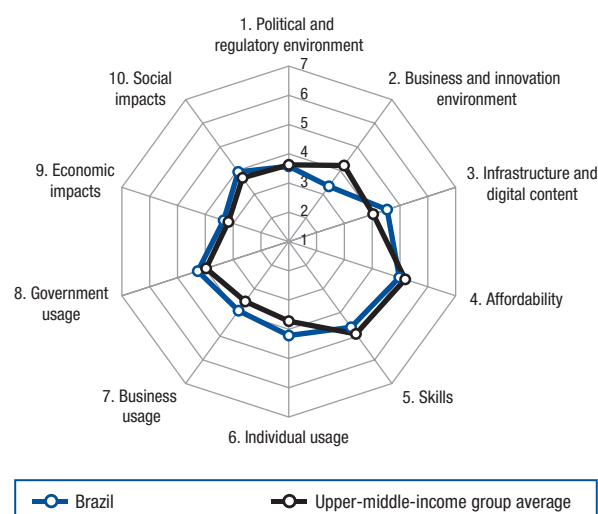 1. Political and
regulatory environment
2. Business and innovation
environment
3. Infrastructure and
digital content
4. Affordability
5. Skills
6. Individual usage
7. Business
usage
8. Government
usage
9. Economic
impacts
10. Social
impacts
7
6
5
4
3
2
1
Brazil
Upper-middle-income group average